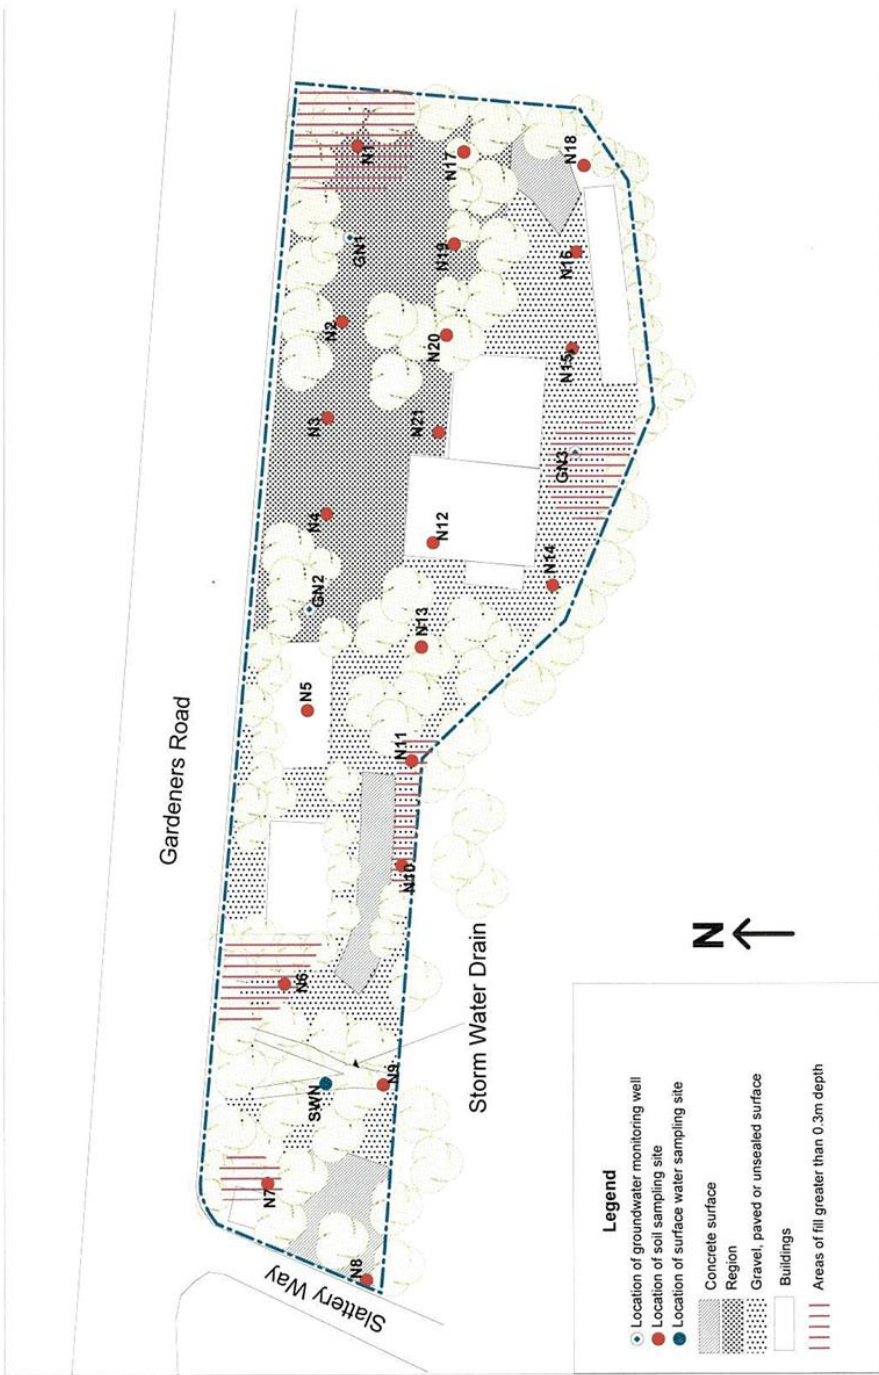 Gardeners Road
Slattery Way
Storm Water Drain
N
N1
N2
N3
N4
N5
N6
N7
N8
N9
N10
N11
N12
N13
N14
N15
N16
N17
N18
N19
N20
N21
GN1
GN2
GN3
SWN
Legend
Location of groundwater monitoring well
Location of soil sampling site
Location of surface water sampling site
Concrete surface
Region
Gravel, paved or unsealed surface
Buildings
Areas of fill greater than 0.3m depth